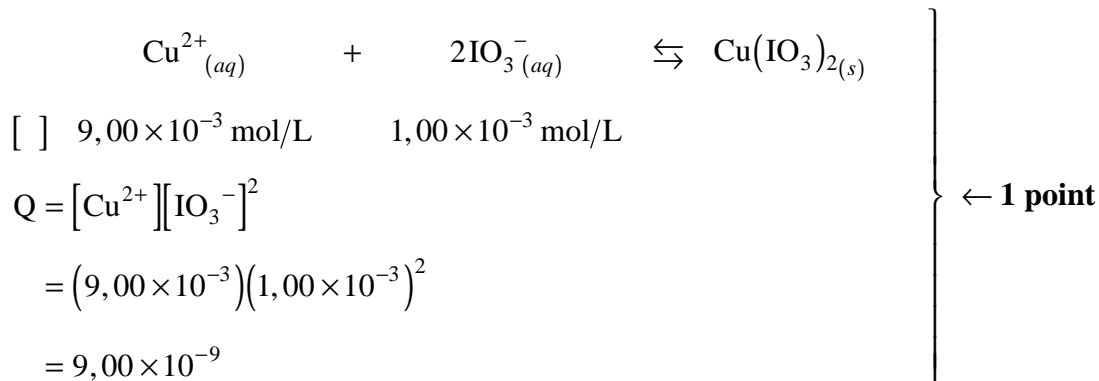 Cu²⁺(aq) + 2IO₃⁻(aq) ⇆ Cu(IO₃)₂(s)
[ ] 9,00×10⁻³ mol/L 1,00×10⁻³ mol/L
Q = [Cu²⁺][IO₃⁻]² ← 1 point
= (9,00×10⁻³)(1,00×10⁻³)²
= 9,00×10⁻⁹